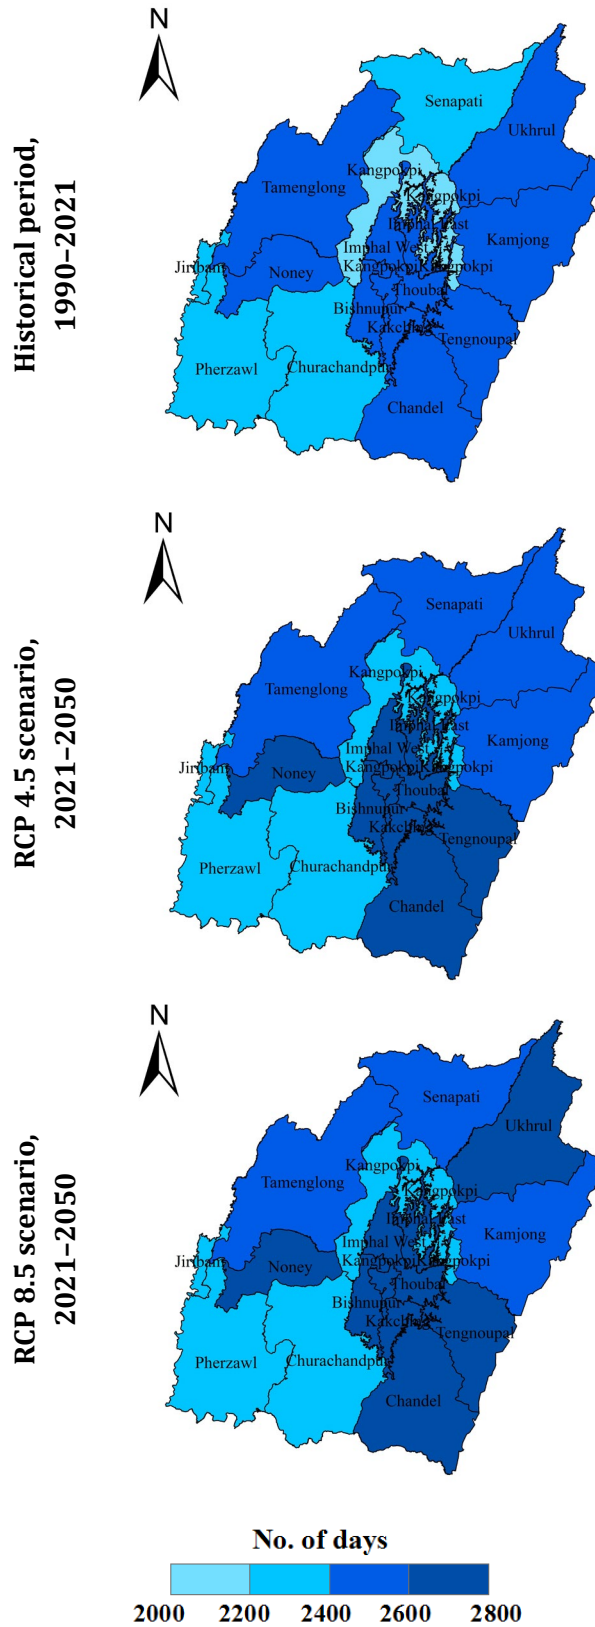 Historical period,
1990–2021
N
Senapati
Ukhrul
Kangpokpi
Tamenglong
Kangpokpi
Imphal East
Kamjong
Imphal West
Jiribam
Kangpokpi
Kangpokpi
Noney
Thoubal
Bishnupur
Kakching
Tengnoupal
Pherzawl
Churachandpur
Chandel
RCP 4.5 scenario,
2021–2050
N
Senapati
Ukhrul
Kangpokpi
Tamenglong
Kangpokpi
Imphal East
Kamjong
Imphal West
Jiribam
Kangpokpi
Kangpokpi
Noney
Thoubal
Bishnupur
Kakching
Tengnoupal
Pherzawl
Churachandpur
Chandel
RCP 8.5 scenario,
2021–2050
N
Senapati
Ukhrul
Kangpokpi
Tamenglong
Kangpokpi
Imphal East
Kamjong
Imphal West
Jiribam
Kangpokpi
Kangpokpi
Noney
Thoubal
Bishnupur
Kakching
Tengnoupal
Pherzawl
Churachandpur
Chandel
No. of days
2000 2200 2400 2600 2800